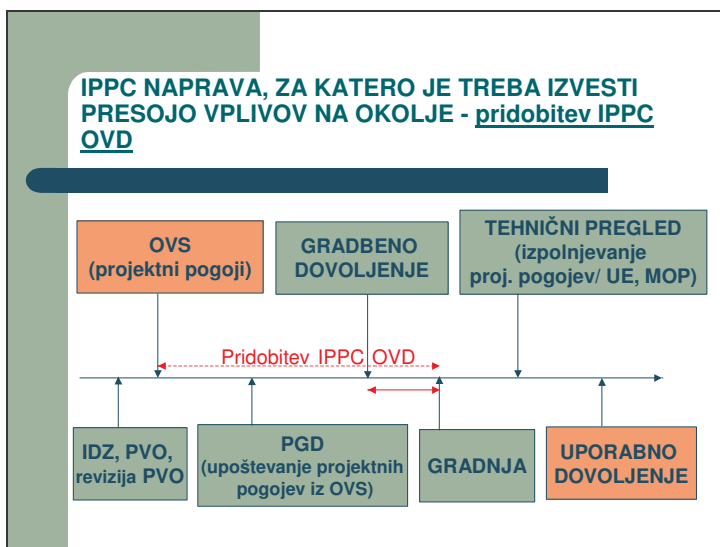 IPPC NAPRAVA, ZA KATERO JE TREBA IZVESTI
PRESOJO VPLIVOV NA OKOLJE - pridobitev IPPC
OVD
OVS
(projektni pogoji)
GRADBENO
DOVOLJENJE
TEHNIČNI PREGLED
(izpolnjevanje
proj. pogojev/ UE, MOP)
Pridobitev IPPC OVD
IDZ, PVO,
revizija PVO
PGD
(upoštevanje projektnih
pogojev iz OVS)
GRADNJA
UPORABNO
DOVOLJENJE